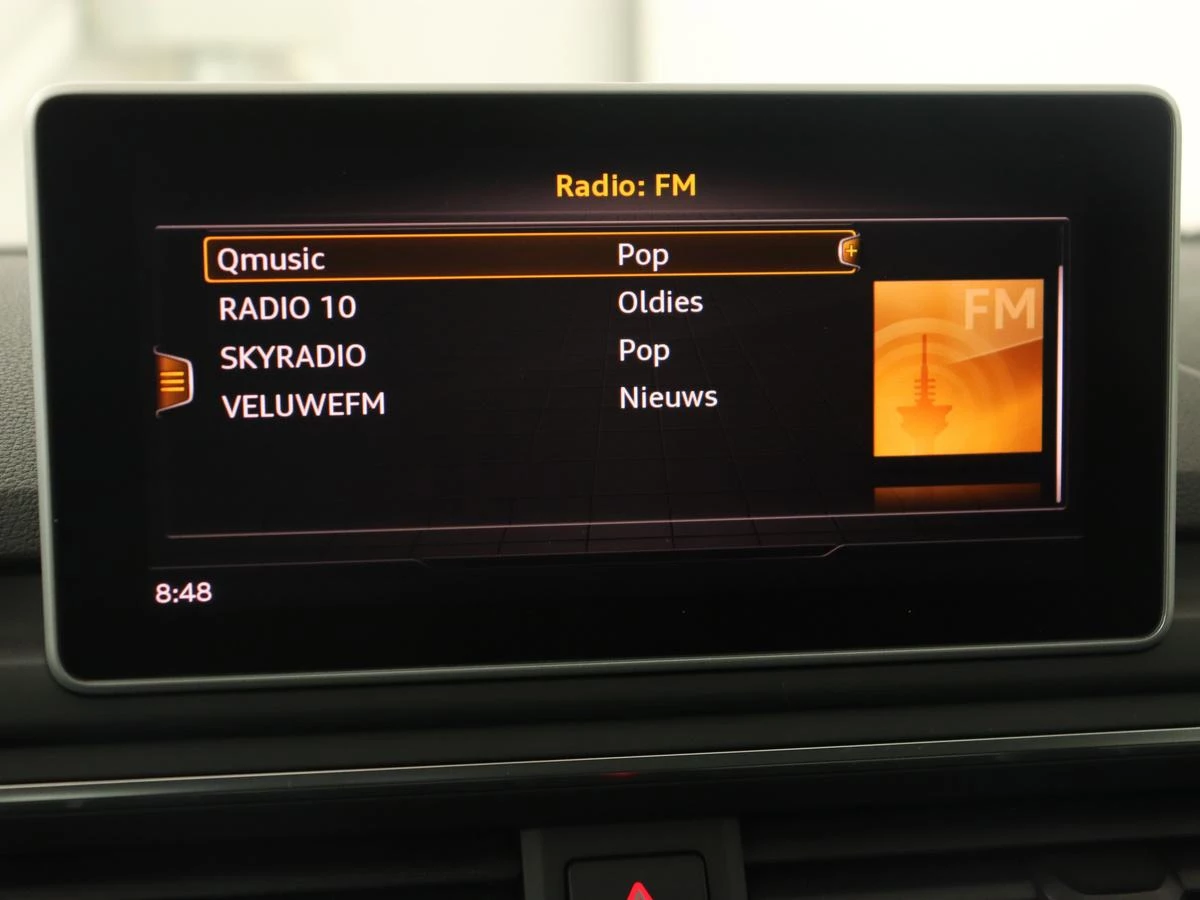 Radio: FM
Qmusic Pop
RADIO 10 Oldies
SKYRADIO Pop
VELUWEFM Nieuws
FM
8:48